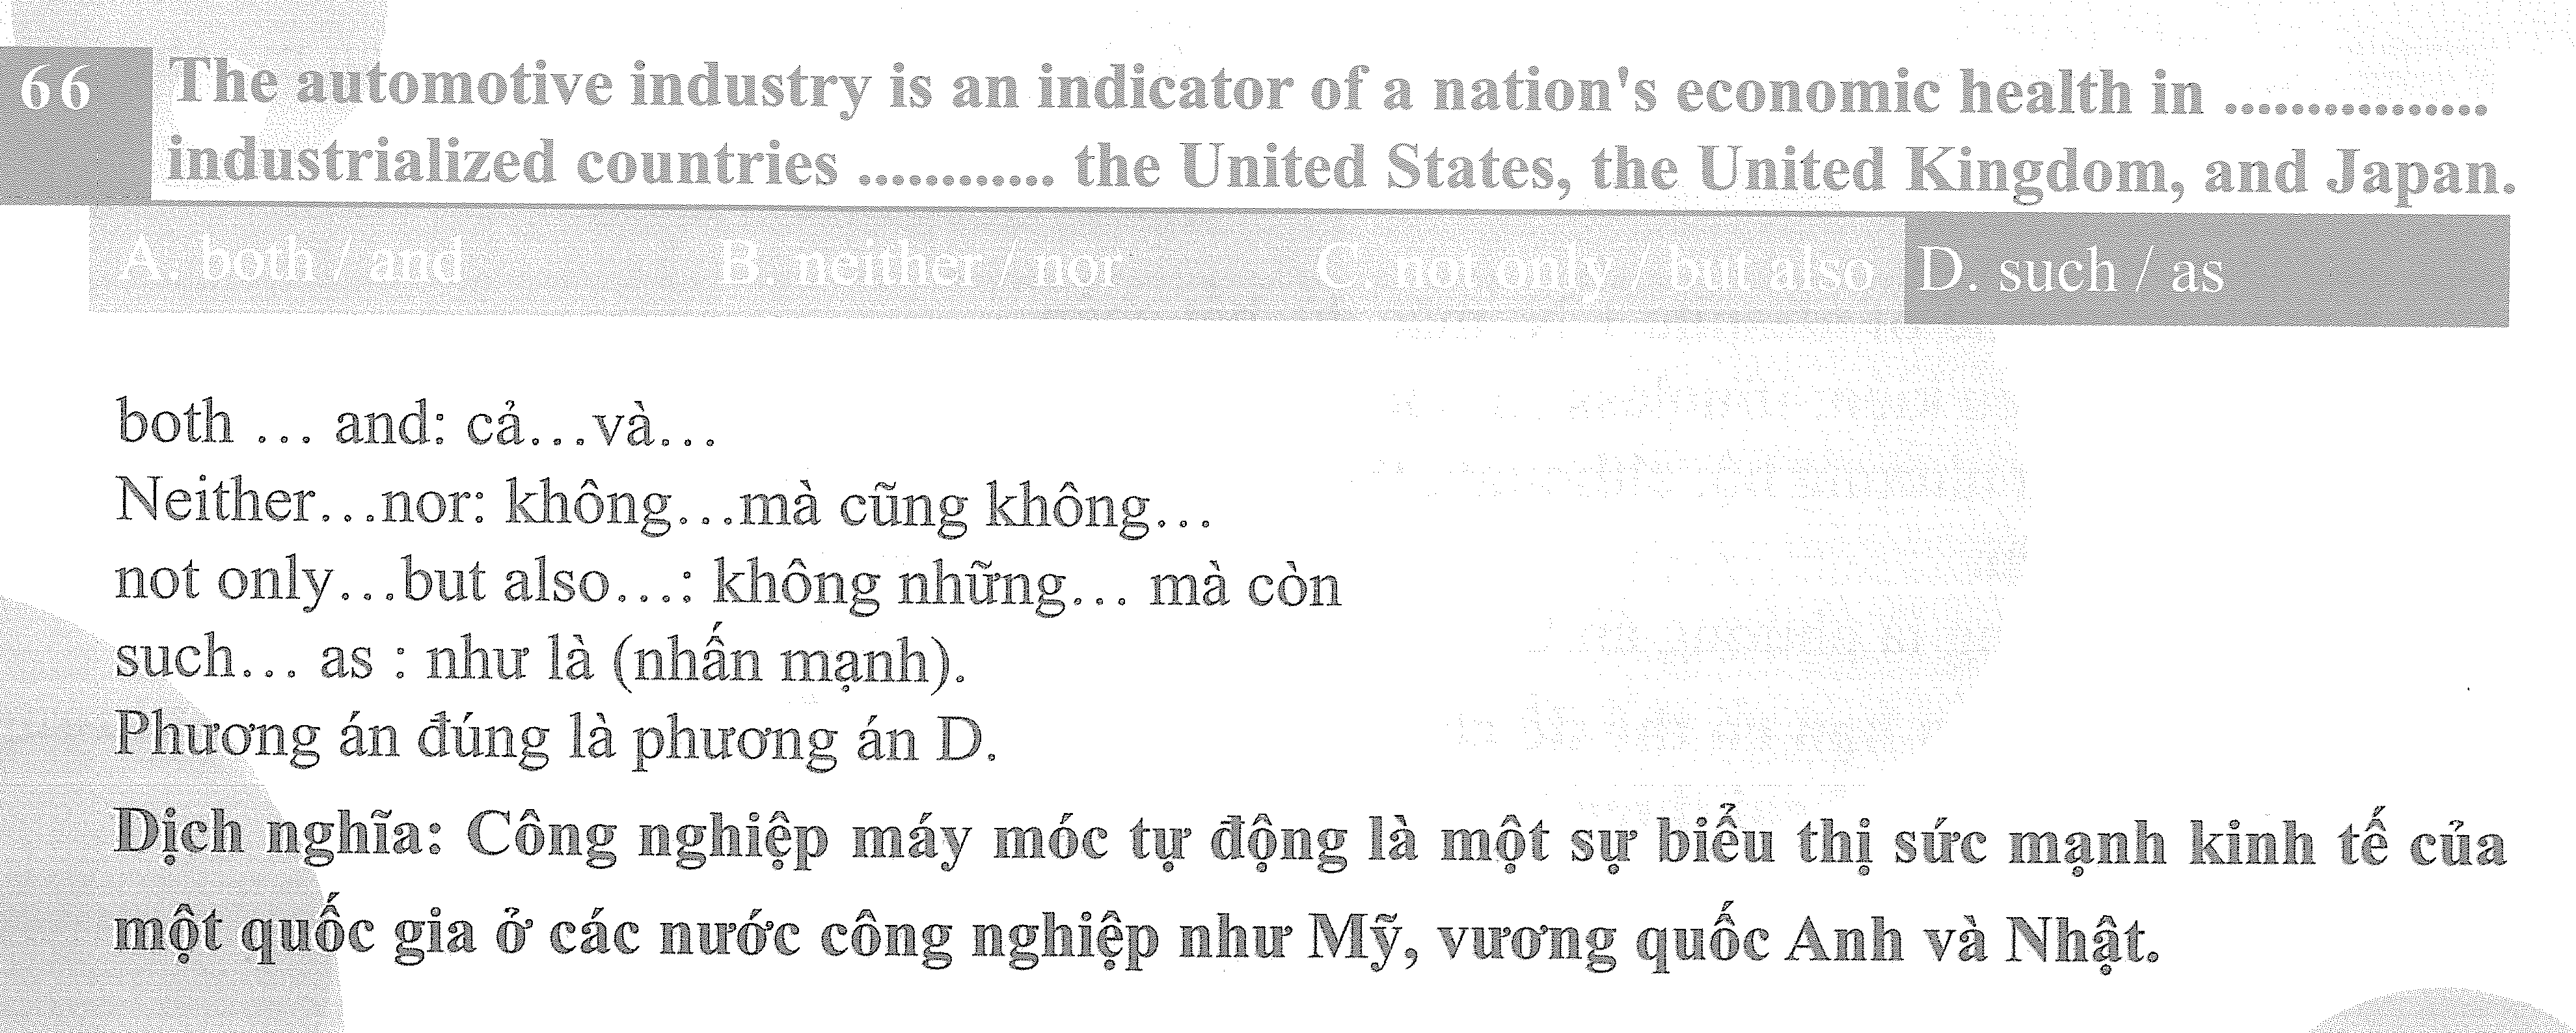 66 The automotive industry is an indicator of a nation's economic health in ................
industrialized countries ............ the United States, the United Kingdom, and Japan.
A. both / and B. neither / nor C. not only / but also D. such / as
both … and: cả…và…
Neither…nor: không…mà cũng không…
not only…but also…: không những… mà còn
such… as : như là (nhấn mạnh).
Phương án đúng là phương án D.
Dịch nghĩa: Công nghiệp máy móc tự động là một sự biểu thị sức mạnh kinh tế của
một quốc gia ở các nước công nghiệp như Mỹ, vương quốc Anh và Nhật.